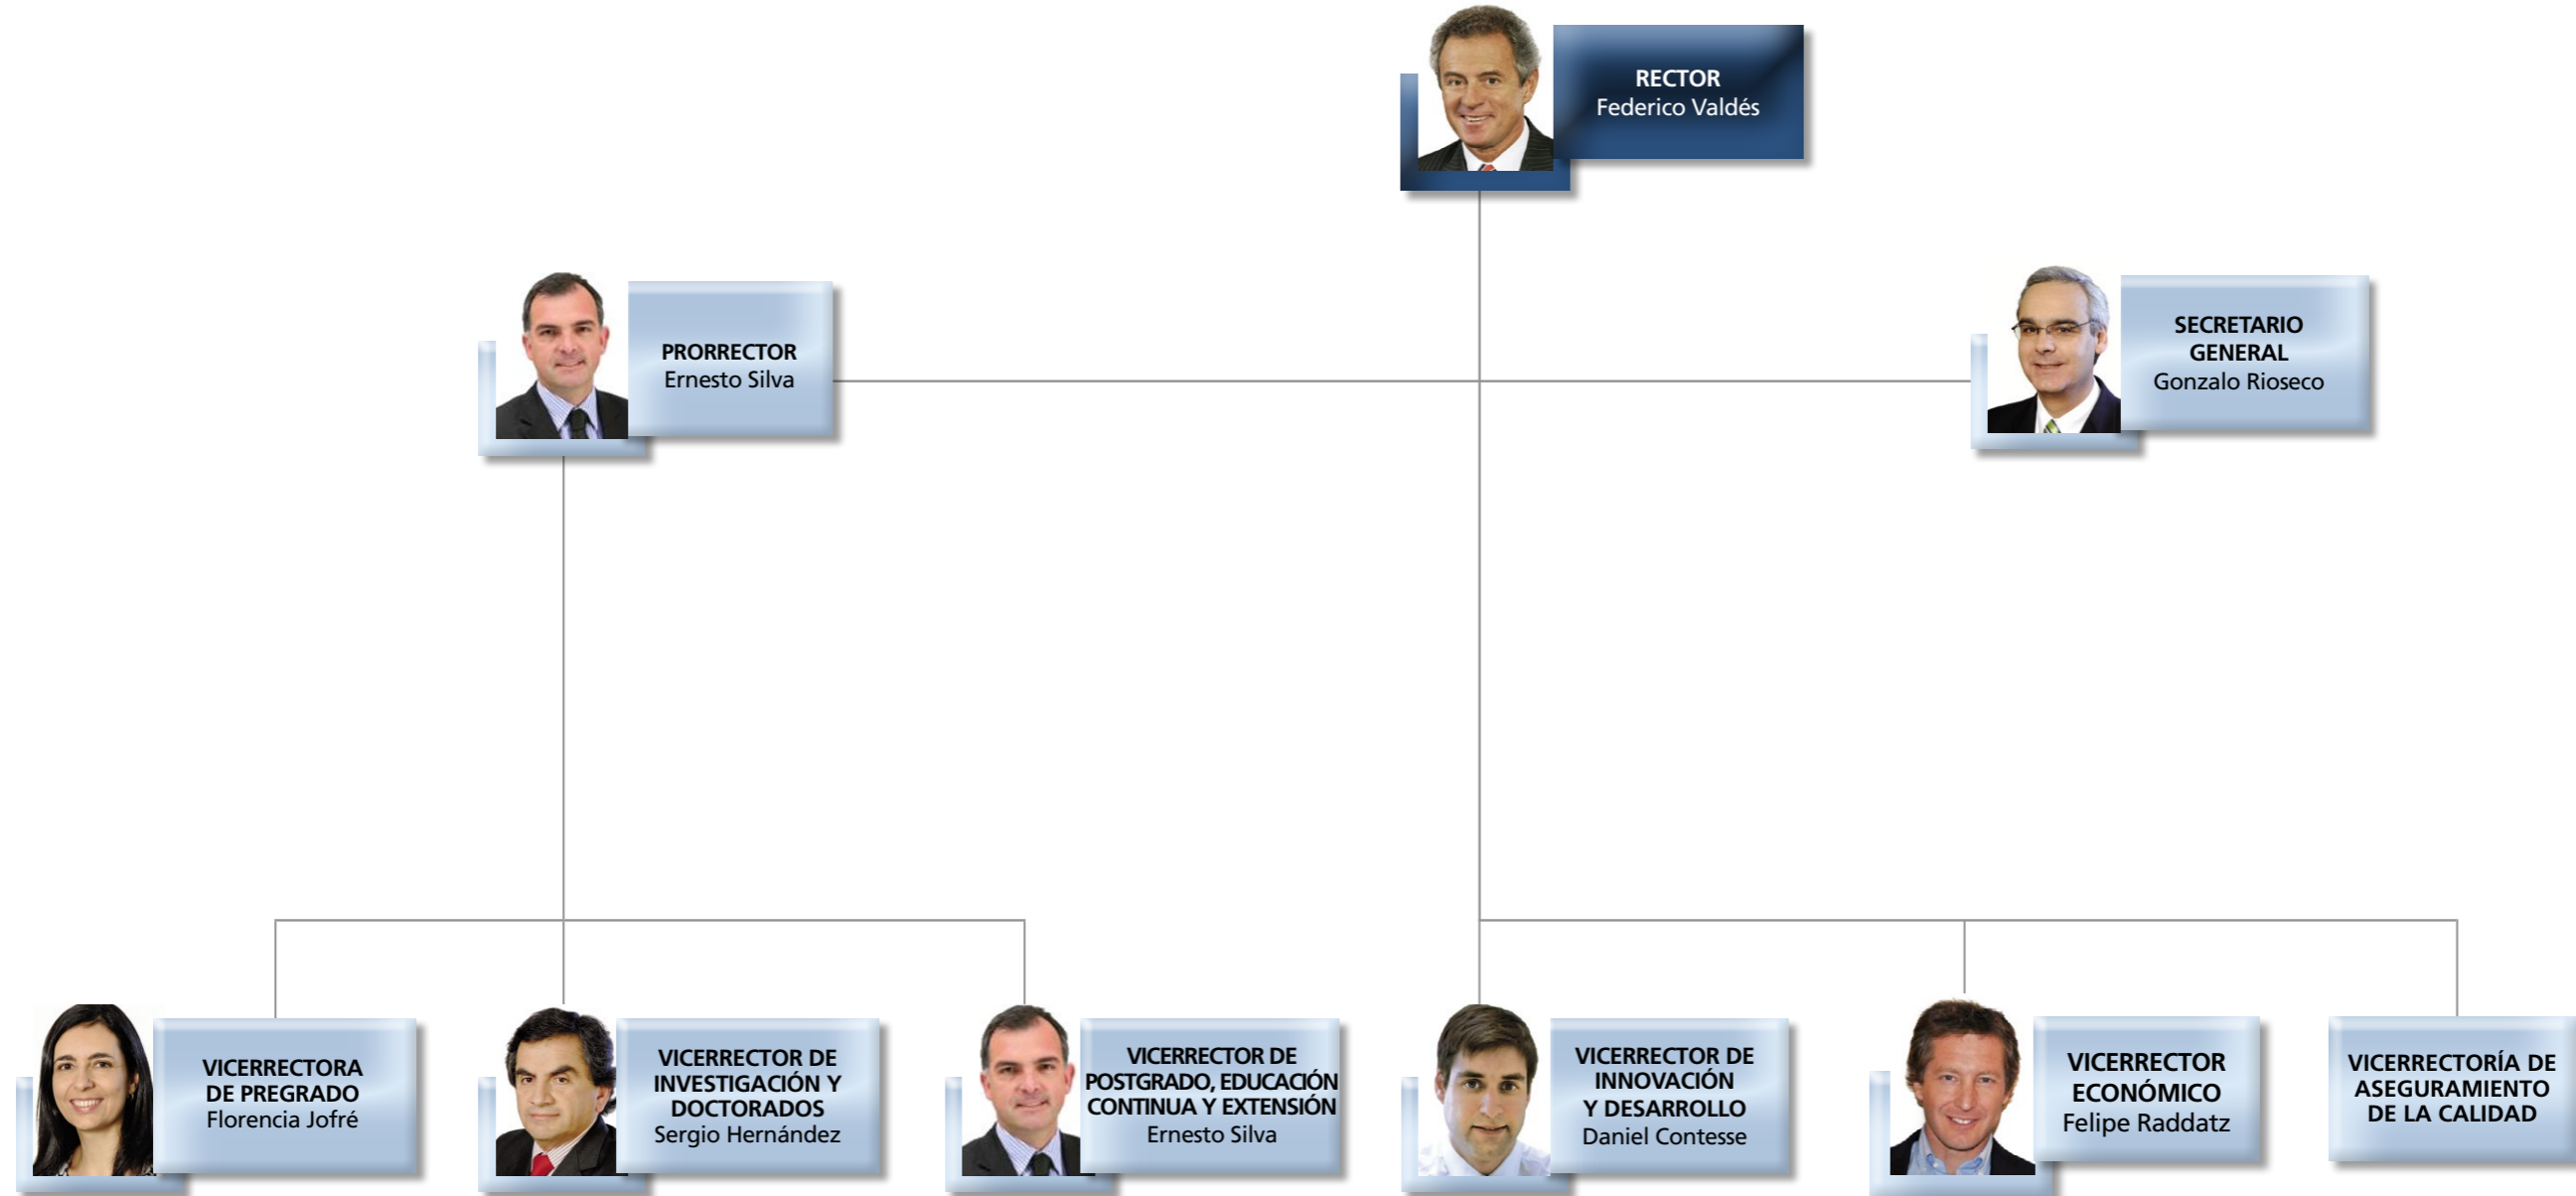 RECTOR
Federico Valdés
PRORRECTOR
Ernesto Silva
SECRETARIO
GENERAL
Gonzalo Rioseco
VICERRECTORA
DE PREGRADO
Florencia Jofré
VICERRECTOR DE
INVESTIGACIÓN Y
DOCTORADOS
Sergio Hernández
VICERRECTOR DE
POSTGRADO, EDUCACIÓN
CONTINUA Y EXTENSIÓN
Ernesto Silva
VICERRECTOR DE
INNOVACIÓN
Y DESARROLLO
Daniel Contesse
VICERRECTOR
ECONÓMICO
Felipe Raddatz
VICERRECTORÍA DE
ASEGURAMIENTO
DE LA CALIDAD